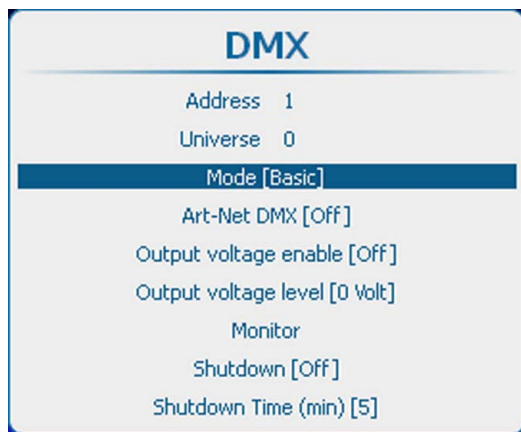 DMX
Address 1
Universe 0
Mode [Basic]
Art-Net DMX [Off]
Output voltage enable [Off]
Output voltage level [0 Volt]
Monitor
Shutdown [Off]
Shutdown Time (min) [5]